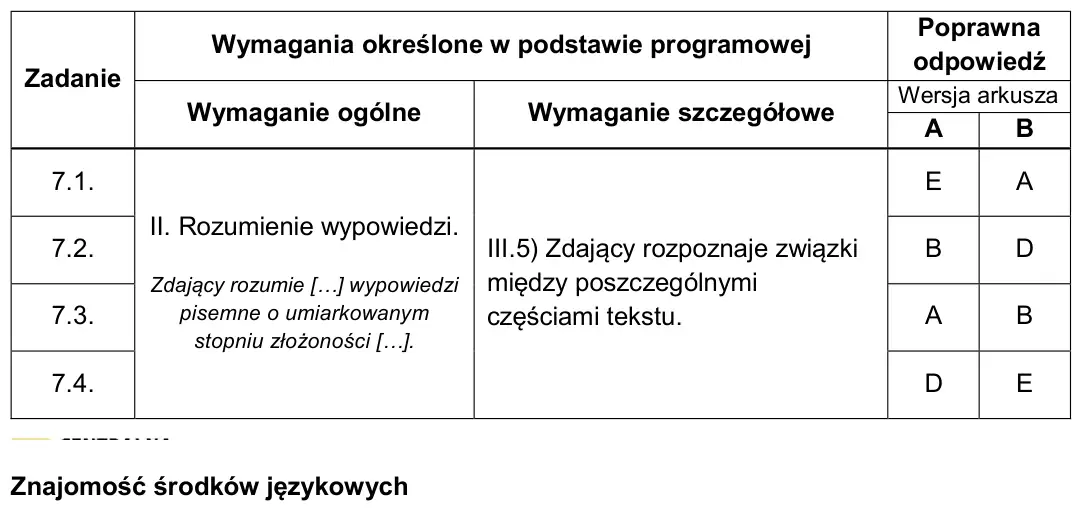 Zadanie
Wymagania określone w podstawie programowej
Poprawna
odpowiedź
Wymaganie ogólne
Wymaganie szczegółowe
Wersja arkusza
A B
7.1.
7.2.
7.3.
7.4.
II. Rozumienie wypowiedzi.
Zdający rozumie […] wypowiedzi
pisemne o umiarkowanym
stopniu złożoności […].
III.5) Zdający rozpoznaje związki
między poszczególnymi
częściami tekstu.
E A
B D
A B
D E
Znajomość środków językowych